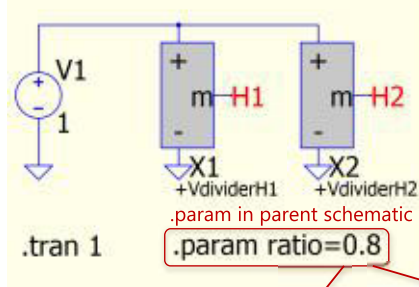 V1
+
-
1
+
m
-
H1
+
m
-
H2
X1
+VdividerH1
X2
+VdividerH2
.param in parent schematic
.tran 1
.param ratio=0.8